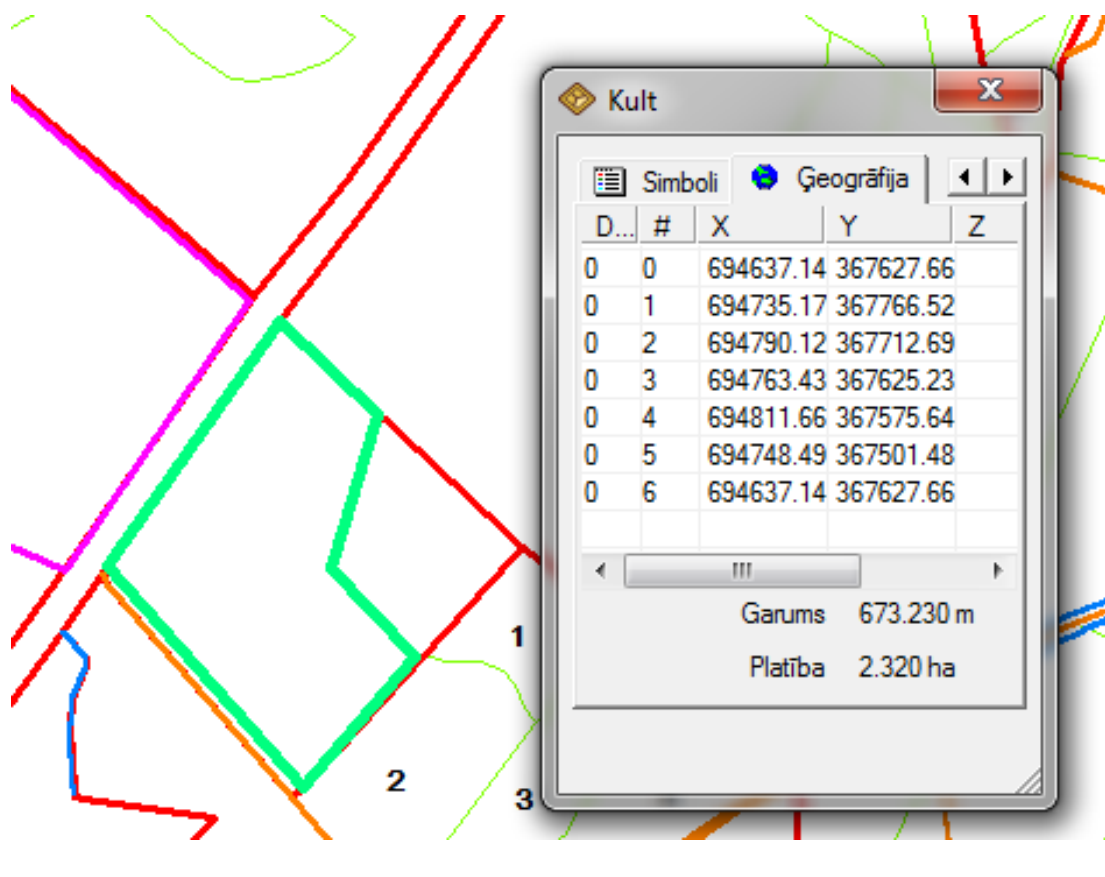 Kult
Simboli Ģeogrāfija
D... # X Y Z
0 0 694637.14 367627.66
0 1 694735.17 367766.52
0 2 694790.12 367712.69
0 3 694763.43 367625.23
0 4 694811.66 367575.64
0 5 694748.49 367501.48
0 6 694637.14 367627.66
Garums 673.230 m
Platība 2.320 ha
1
2
3